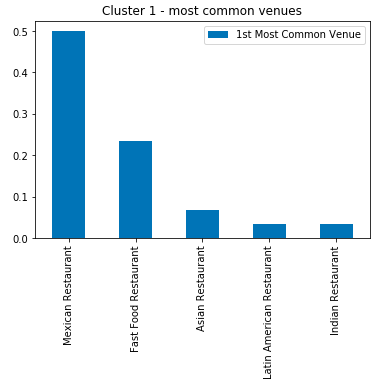 Cluster 1 - most common venues
1st Most Common Venue
0.5
0.4
0.3
0.2
0.1
0.0
Mexican Restaurant
Fast Food Restaurant
Asian Restaurant
Latin American Restaurant
Indian Restaurant